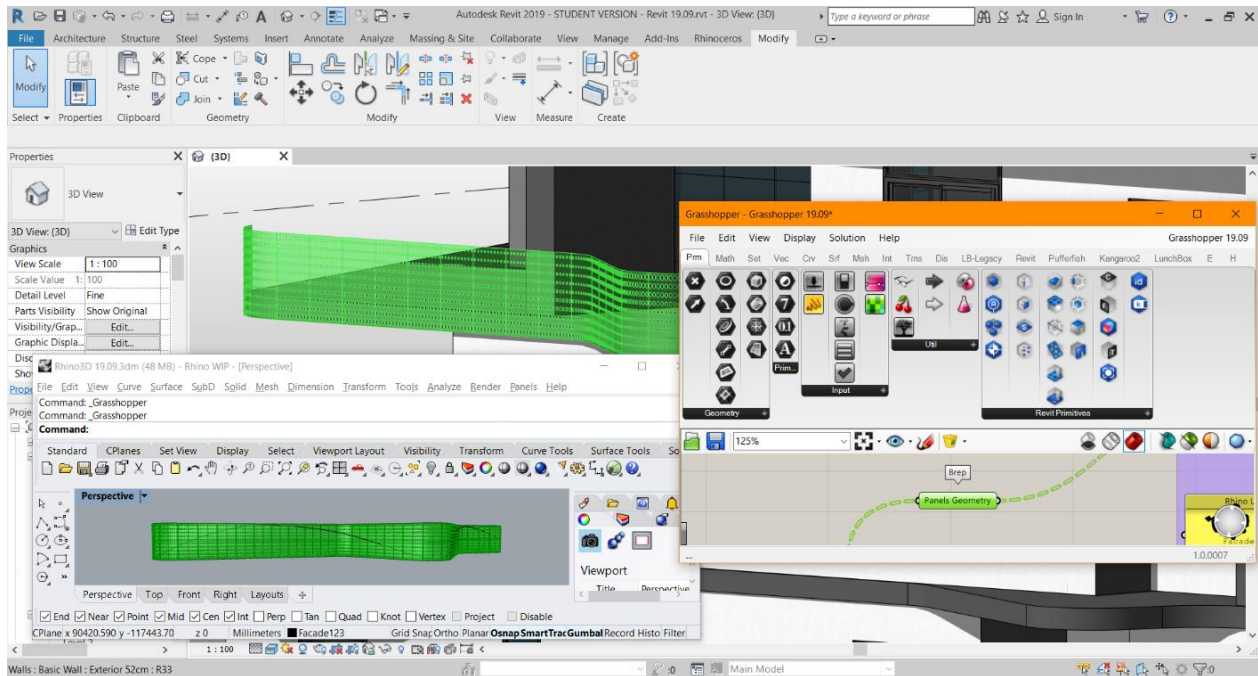 Autodesk Revit 2019 - STUDENT VERSION - Revit 19.09.rvt - 3D View: {3D}
Type a keyword or phrase
Sign In
File Architecture Structure Steel Systems Insert Annotate Analyze Massing & Site Collaborate View Manage Add-Ins Rhinoceros Modify
Modify
Paste
Cope
Cut
Join
Select Properties Clipboard Geometry Modify View Measure Create
Properties
{3D}
3D View
3D View: {3D} Edit Type
Graphics
View Scale 1 : 100
Scale Value 1: 100
Detail Level Fine
Parts Visibility Show Original
Visibility/Grap... Edit...
Graphic Displa... Edit...
Rhino3D 19.09.3dm (48 MB) - Rhino WIP - [Perspective]
File Edit View Curve Surface SubD Solid Mesh Dimension Transform Tools Analyze Render Panels Help
Command: _Grasshopper
Command: _Grasshopper
Command:
Standard CPlanes Set View Display Select Viewport Layout Visibility Transform Curve Tools Surface Tools So
Perspective
Viewport
Title Perspective
Perspective Top Front Right Layouts
End Near Point Mid Cen Int Perp Tan Quad Knot Vertex Project Disable
CPlane x 90420.590 y -117443.70 z 0 Millimeters Facade123 Grid Snap Ortho Planar Osnap SmartTrac Gumbal Record Histo Filter
Grasshopper - Grasshopper 19.09*
File Edit View Display Solution Help Grasshopper 19.09
Prm Math Set Vec Crv Srf Msh Int Trns Dis LB-Legacy Revit Pufferfish Kangaroo2 LunchBox E H
Geometry Prim... Input Util Revit Primitives
125%
Brep
Panels Geometry
Rhino L
Facade
...
1.0.0007
1 : 100
Walls : Basic Wall : Exterior 52cm : R33
:0
Main Model
:0